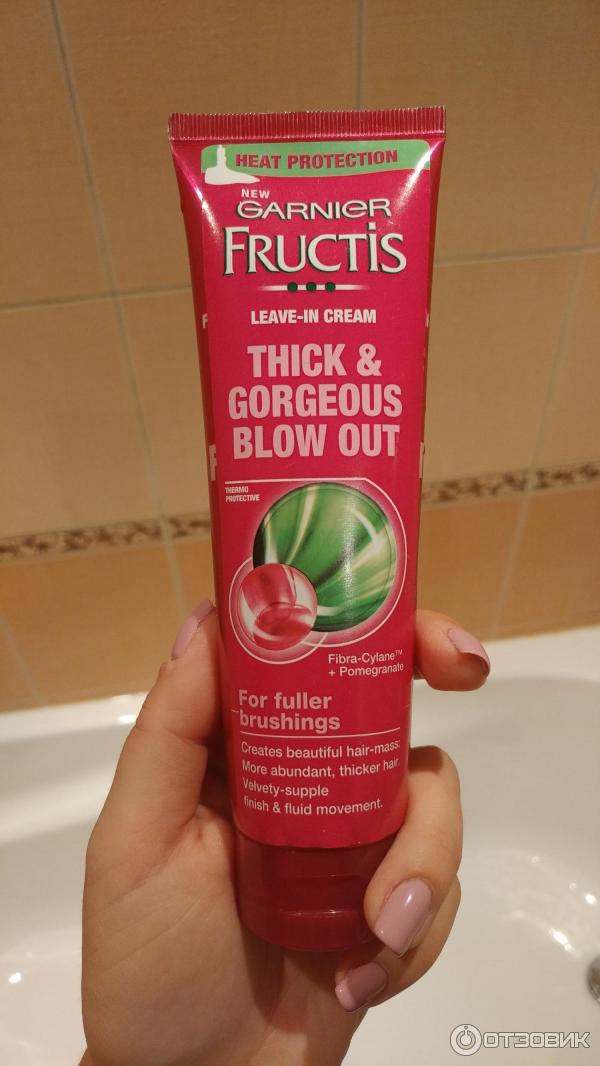 HEAT PROTECTION
NEW
GARNIER
FRUCTIS
LEAVE-IN CREAM
THICK &
GORGEOUS
BLOW OUT
THERMO
PROTECTIVE
Fibra-Cylane™
+ Pomegranate
For fuller
brushings
Creates beautiful hair-mass:
More abundant, thicker hair.
Velvety-supple
finish & fluid movement.
ОТЗОВИК